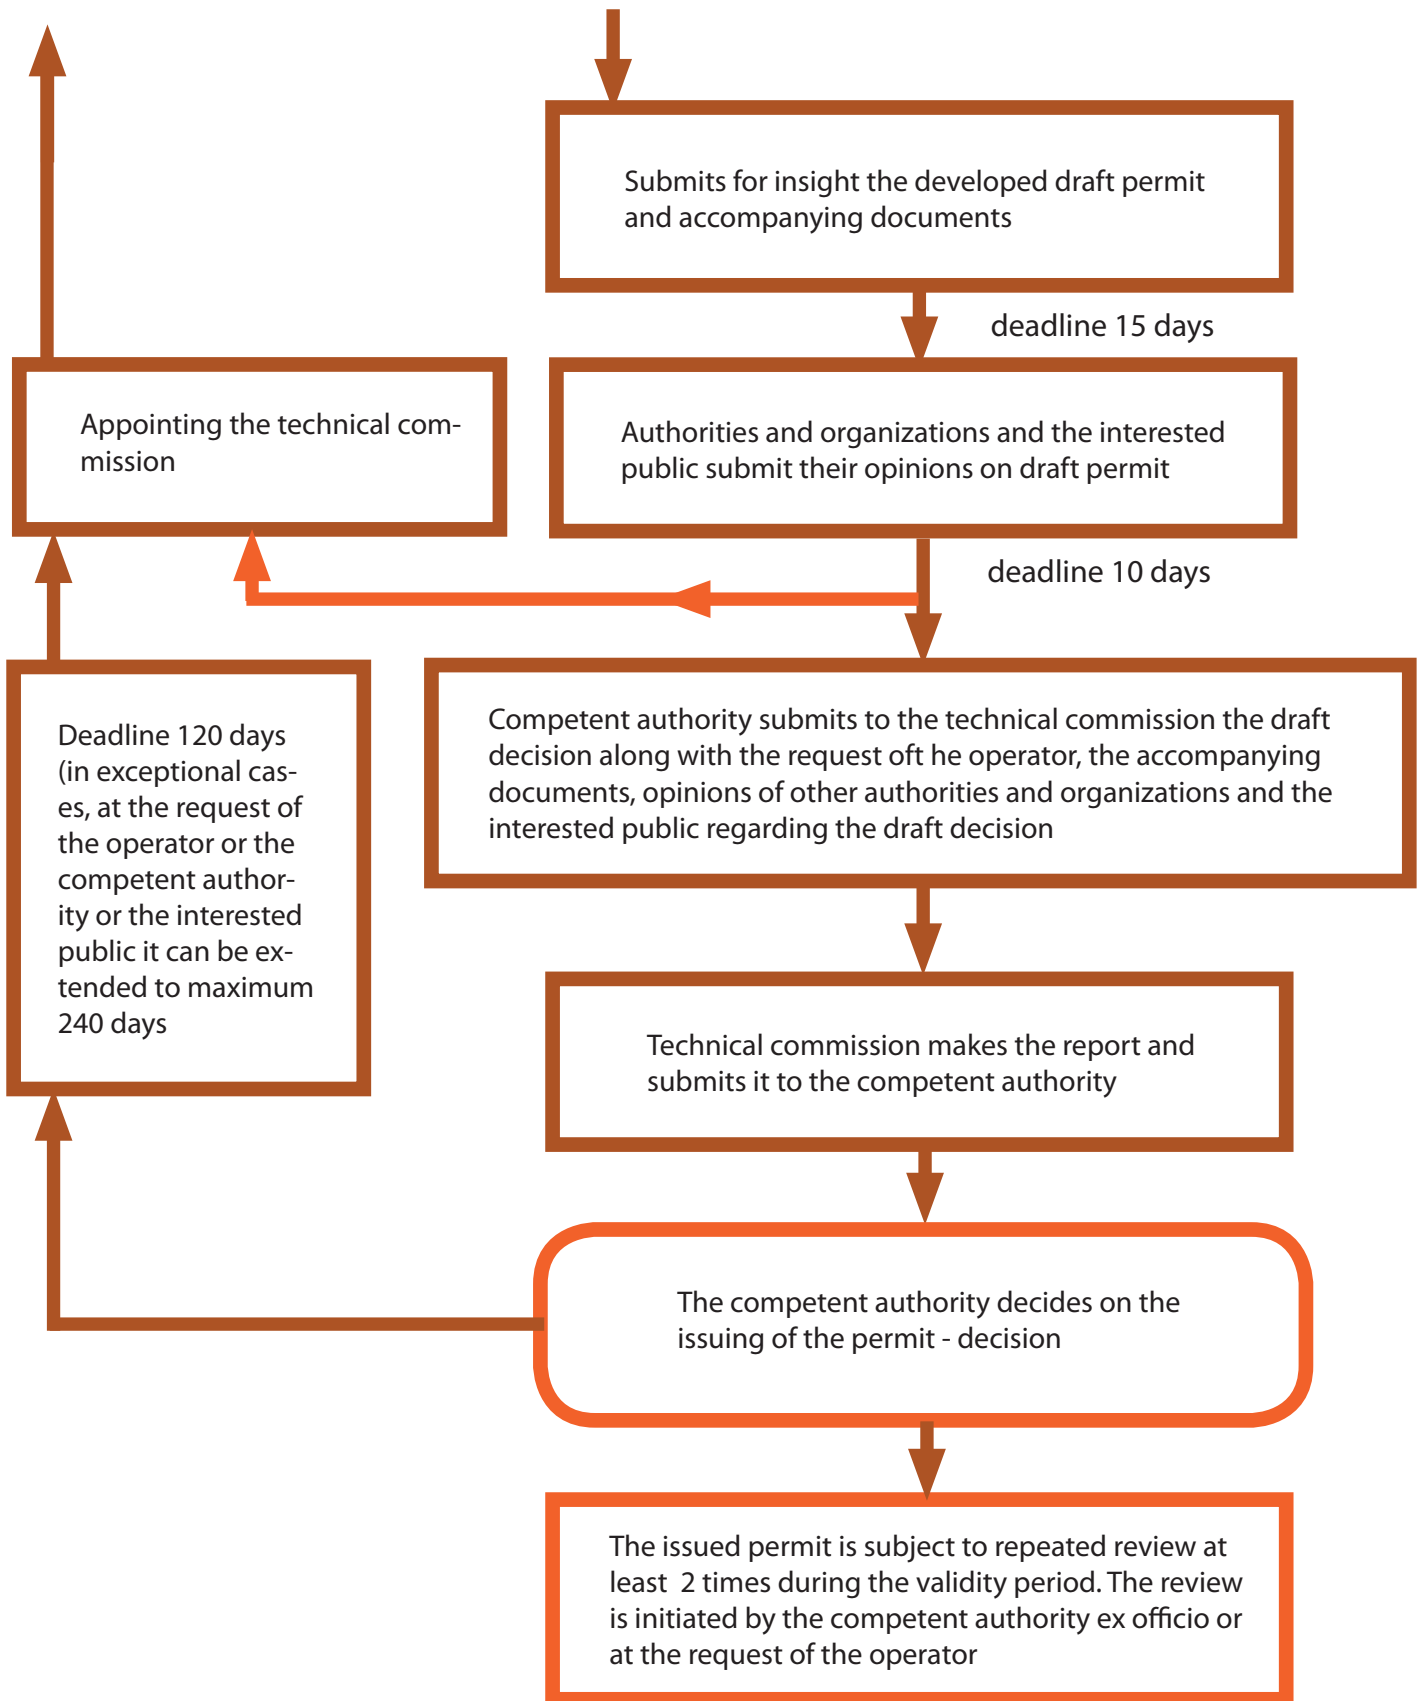 Submits for insight the developed draft permit
and accompanying documents
deadline 15 days
Appointing the technical com-
mission
Authorities and organizations and the interested
public submit their opinions on draft permit
deadline 10 days
Deadline 120 days
(in exceptional cas-
es, at the request of
the operator or the
competent author-
ity or the interested
public it can be ex-
tended to maximum
240 days
Competent authority submits to the technical commission the draft
decision along with the request oft he operator, the accompanying
documents, opinions of other authorities and organizations and the
interested public regarding the draft decision
Technical commission makes the report and
submits it to the competent authority
The competent authority decides on the
issuing of the permit - decision
The issued permit is subject to repeated review at
least  2 times during the validity period. The review
is initiated by the competent authority ex officio or
at the request of the operator